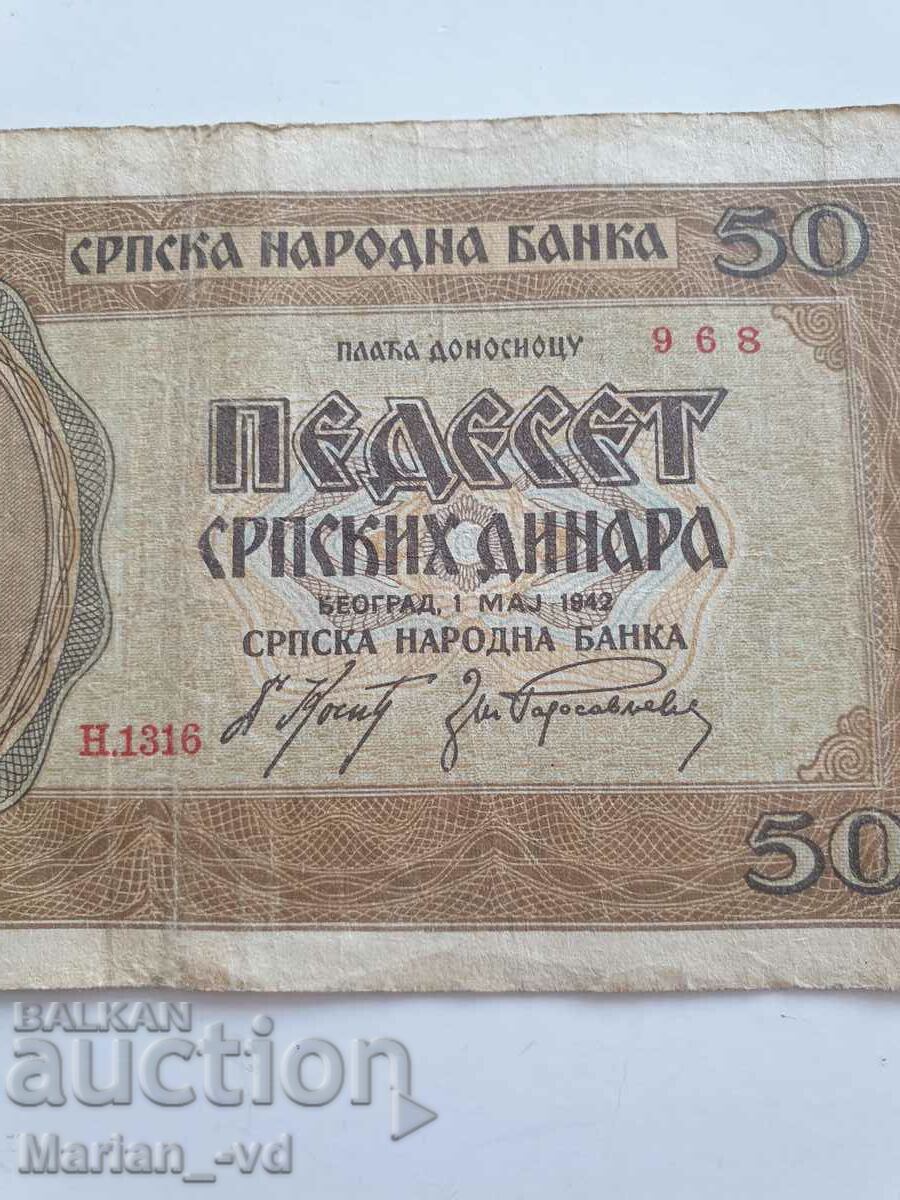 СРПСКА НАРОДНА БАНКА
50
ПЛАЋА ДОНОСИОЦУ
968
ПЕДЕСЕТ
СРПСКИХ ДИНАРА
БЕОГРАД, 1 МАЈ 1942
СРПСКА НАРОДНА БАНКА
Н.1316
50
BALKAN
auction
Marian_-vd